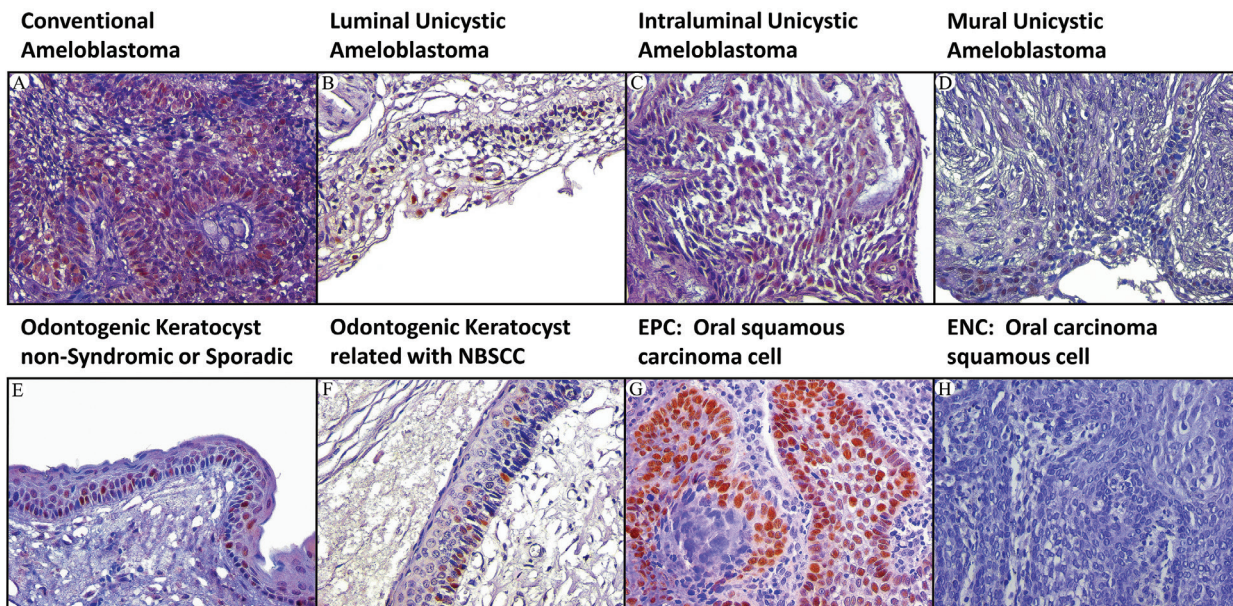 Conventional
Ameloblastoma
Luminal Unicystic
Ameloblastoma
Intraluminal Unicystic
Ameloblastoma
Mural Unicystic
Ameloblastoma
A
B
C
D
Odontogenic Keratocyst
non-Syndromic or Sporadic
Odontogenic Keratocyst
related with NBSCC
EPC: Oral squamous
carcinoma cell
ENC: Oral carcinoma
squamous cell
E
F
G
H